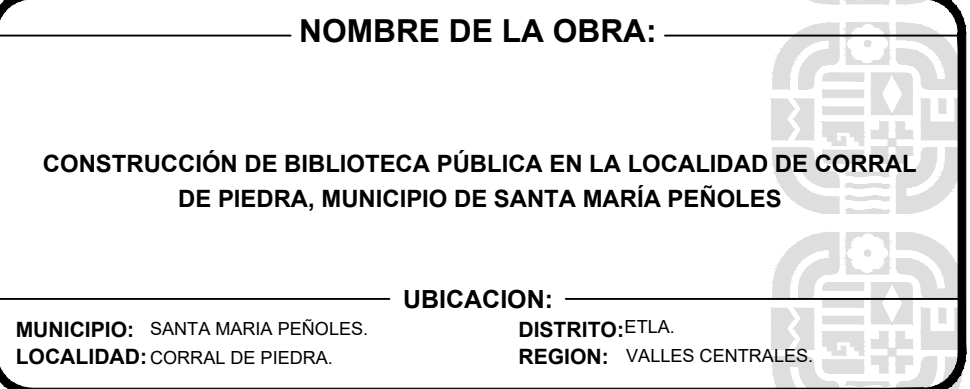 NOMBRE DE LA OBRA:
CONSTRUCCIÓN DE BIBLIOTECA PÚBLICA EN LA LOCALIDAD DE CORRAL
DE PIEDRA, MUNICIPIO DE SANTA MARÍA PEÑOLES
UBICACION:
MUNICIPIO: SANTA MARIA PEÑOLES. DISTRITO: ETLA.
LOCALIDAD: CORRAL DE PIEDRA. REGION: VALLES CENTRALES.